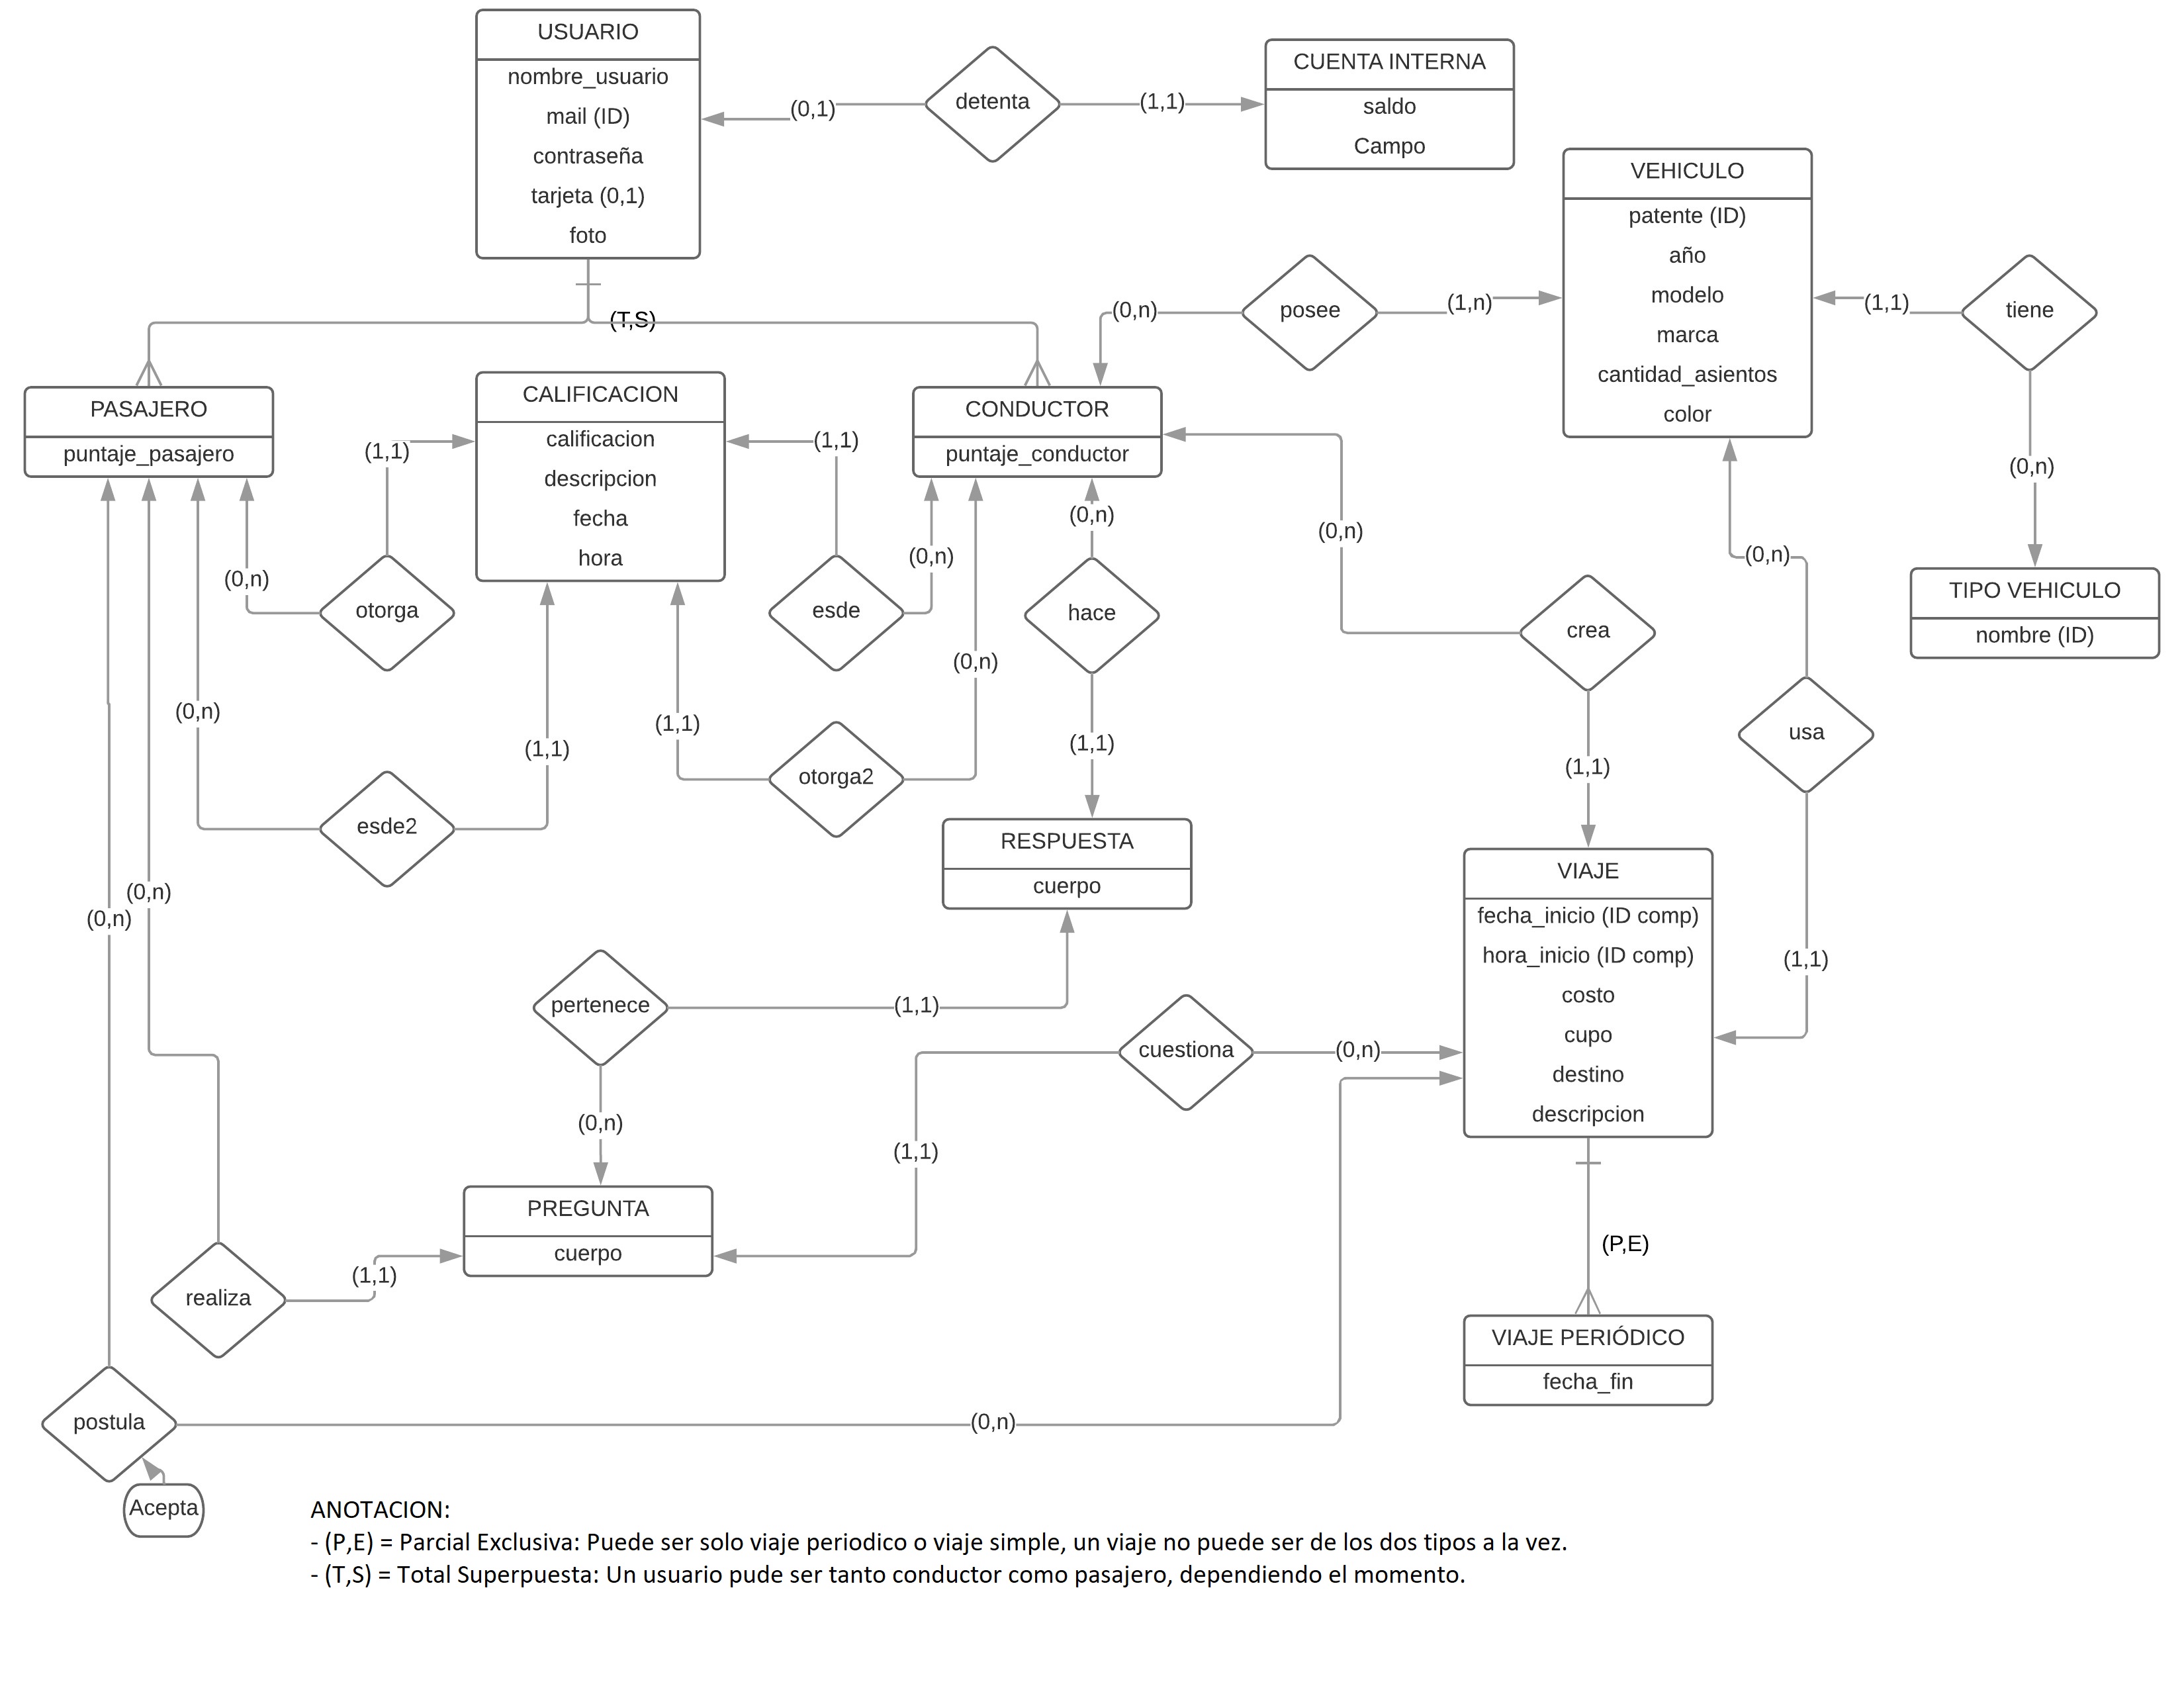 USUARIO
nombre_usuario
mail (ID)
contraseña
tarjeta (0,1)
foto
(0,1)
detenta
(1,1)
CUENTA INTERNA
saldo
Campo
VEHICULO
patente (ID)
año
modelo
marca
cantidad_asientos
color
(0,n)
posee
(1,n)
(1,1)
tiene
(0,n)
TIPO VEHICULO
nombre (ID)
(T,S)
PASAJERO
puntaje_pasajero
CALIFICACION
calificacion
descripcion
fecha
hora
CONDUCTOR
puntaje_conductor
(1,1)
(0,n)
otorga
(1,1)
esde
(0,n)
(0,n)
hace
(1,1)
(0,n)
crea
(1,1)
(0,n)
usa
(1,1)
(0,n)
esde2
(1,1)
(1,1)
otorga2
(0,n)
RESPUESTA
cuerpo
VIAJE
fecha_inicio (ID comp)
hora_inicio (ID comp)
costo
cupo
destino
descripcion
(0,n)
(0,n)
pertenece
(1,1)
(0,n)
cuestiona
(0,n)
(1,1)
PREGUNTA
cuerpo
realiza
(1,1)
(P,E)
VIAJE PERIÓDICO
fecha_fin
postula
(0,n)
Acepta
ANOTACION:
- (P,E) = Parcial Exclusiva: Puede ser solo viaje periodico o viaje simple, un viaje no puede ser de los dos tipos a la vez.
- (T,S) = Total Superpuesta: Un usuario pude ser tanto conductor como pasajero, dependiendo el momento.